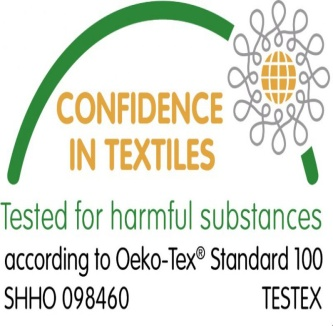 CONFIDENCE
IN TEXTILES
Tested for harmful substances
according to Oeko-Tex® Standard 100
SHHO 098460 TESTEX